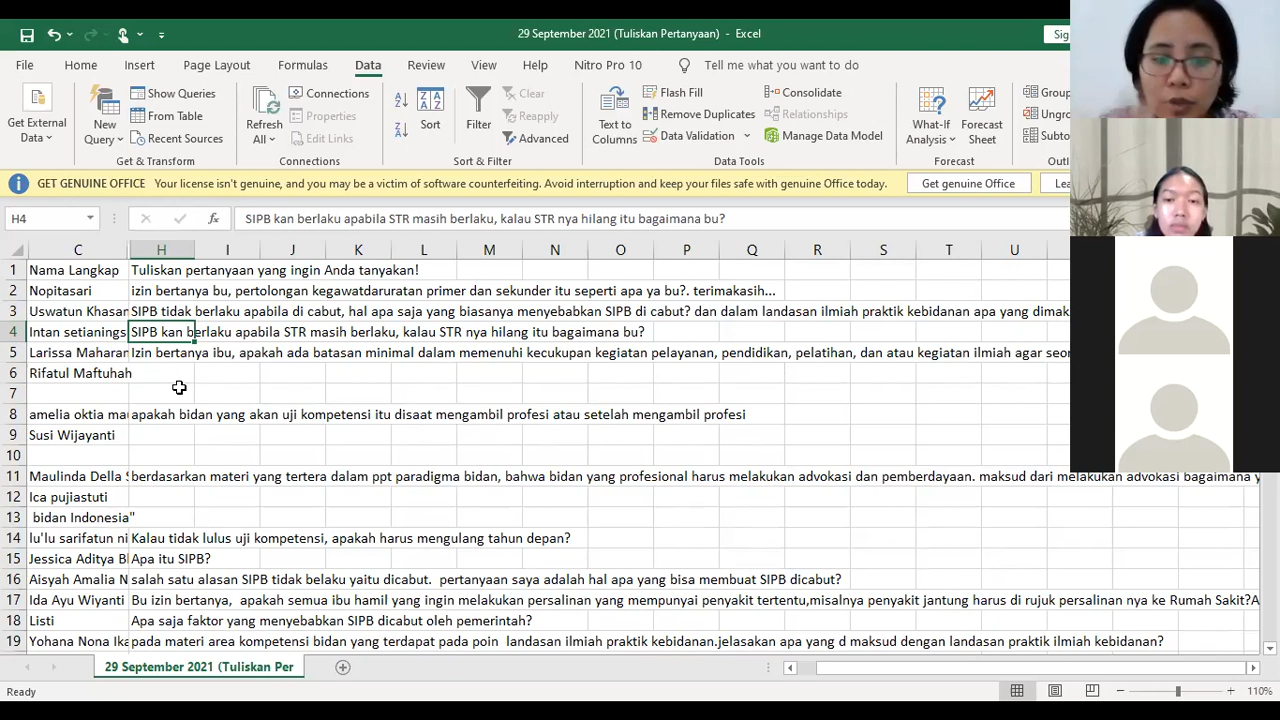 29 September 2021 (Tuliskan Pertanyaan) - Excel
File Home Insert Page Layout Formulas Data Review View Help Nitro Pro 10 Tell me what you want to do
Get External Data
New Query
Show Queries
From Table
Recent Sources
Get & Transform
Refresh All
Connections
Properties
Edit Links
Connections
Sort
Filter
Clear
Reapply
Advanced
Sort & Filter
Text to Columns
Flash Fill
Remove Duplicates
Data Validation
Consolidate
Relationships
Manage Data Model
Data Tools
What-If Analysis
Forecast Sheet
Forecast
GET GENUINE OFFICE Your license isn't genuine, and you may be a victim of software counterfeiting. Avoid interruption and keep your files safe with genuine Office today. Get genuine Office
H4 fx SIPB kan berlaku apabila STR masih berlaku, kalau STR nya hilang itu bagaimana bu?
C H I J K L M N O P Q R S T U
1 Nama Langkap Tuliskan pertanyaan yang ingin Anda tanyakan!
2 Nopitasari izin bertanya bu, pertolongan kegawatdaruratan primer dan sekunder itu seperti apa ya bu?. terimakasih...
3 Uswatun Khasan SIPB tidak berlaku apabila di cabut, hal apa saja yang biasanya menyebabkan SIPB di cabut? dan dalam landasan ilmiah praktik kebidanan apa yang dimak
4 Intan setianings SIPB kan berlaku apabila STR masih berlaku, kalau STR nya hilang itu bagaimana bu?
5 Larissa Maharan Izin bertanya ibu, apakah ada batasan minimal dalam memenuhi kecukupan kegiatan pelayanan, pendidikan, pelatihan, dan atau kegiatan ilmiah agar seor
6 Rifatul Maftuhah
7
8 amelia oktia mau apakah bidan yang akan uji kompetensi itu disaat mengambil profesi atau setelah mengambil profesi
9 Susi Wijayanti
10
11 Maulinda Della S berdasarkan materi yang tertera dalam ppt paradigma bidan, bahwa bidan yang profesional harus melakukan advokasi dan pemberdayaan. maksud dari melakukan advokasi bagaimana y
12 Ica pujiastuti
13 bidan Indonesia"
14 lu'lu sarifatun ni Kalau tidak lulus uji kompetensi, apakah harus mengulang tahun depan?
15 Jessica Aditya Bl Apa itu SIPB?
16 Aisyah Amalia N salah satu alasan SIPB tidak belaku yaitu dicabut. pertanyaan saya adalah hal apa yang bisa membuat SIPB dicabut?
17 Ida Ayu Wiyanti Bu izin bertanya, apakah semua ibu hamil yang ingin melakukan persalinan yang mempunyai penyakit tertentu,misalnya penyakit jantung harus di rujuk persalinan nya ke Rumah Sakit?A
18 Listi Apa saja faktor yang menyebabkan SIPB dicabut oleh pemerintah?
19 Yohana Nona Ika pada materi area kompetensi bidan yang terdapat pada poin landasan ilmiah praktik kebidanan.jelasakan apa yang d maksud dengan landasan praktik ilmiah kebidanan?
29 September 2021 (Tuliskan Per
Ready 110%